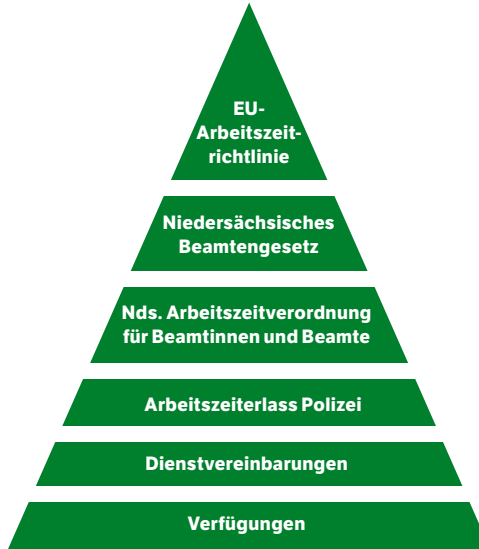 EU-
Arbeitszeit-
richtlinie
Niedersächsisches
Beamtengesetz
Nds. Arbeitszeitverordnung
für Beamtinnen und Beamte
Arbeitszeiterlass Polizei
Dienstvereinbarungen
Verfügungen